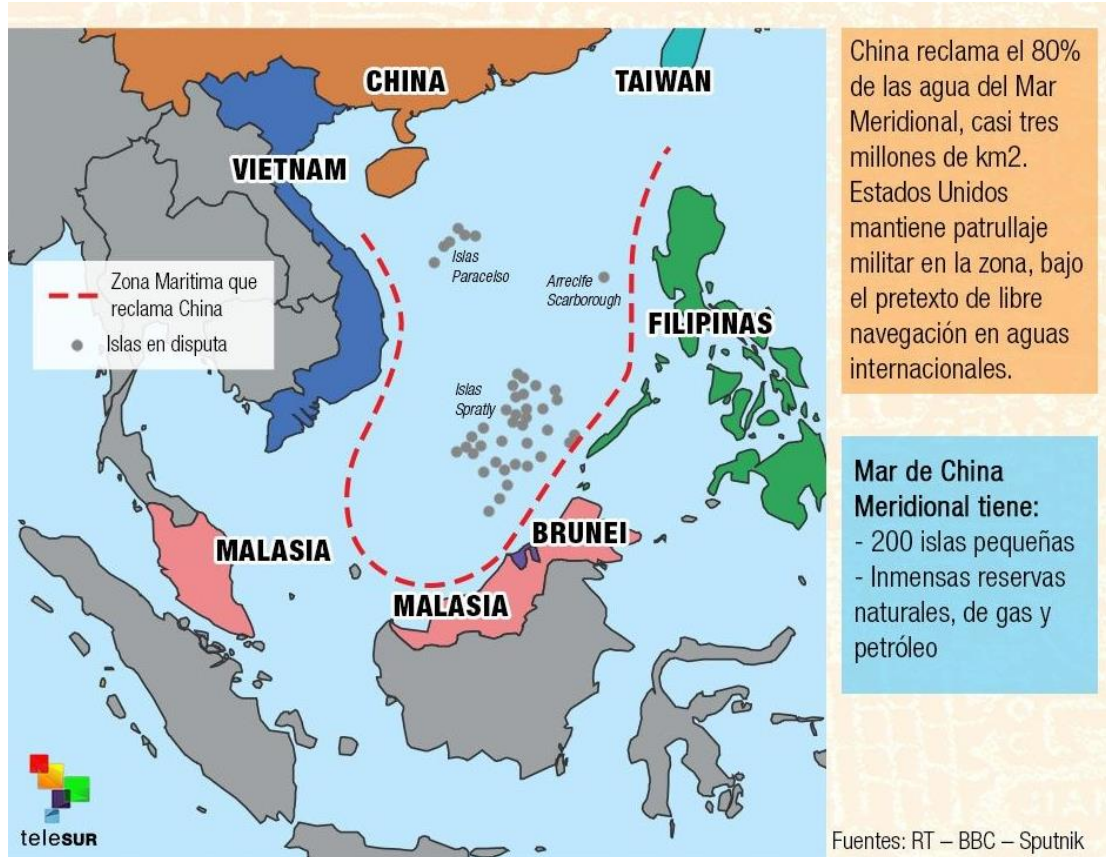 CHINA
TAIWAN
VIETNAM
Islas
Paracelso
Arrecife
Scarborough
Zona Maritima que
reclama China
Islas en disputa
FILIPINAS
Islas
Spratly
BRUNEI
MALASIA
MALASIA
teleSUR
China reclama el 80%
de las agua del Mar
Meridional, casi tres
millones de km2.
Estados Unidos
mantiene patrullaje
militar en la zona, bajo
el pretexto de libre
navegación en aguas
internacionales.
Mar de China
Meridional tiene:
- 200 islas pequeñas
- Inmensas reservas
naturales, de gas y
petróleo
Fuentes: RT – BBC – Sputnik